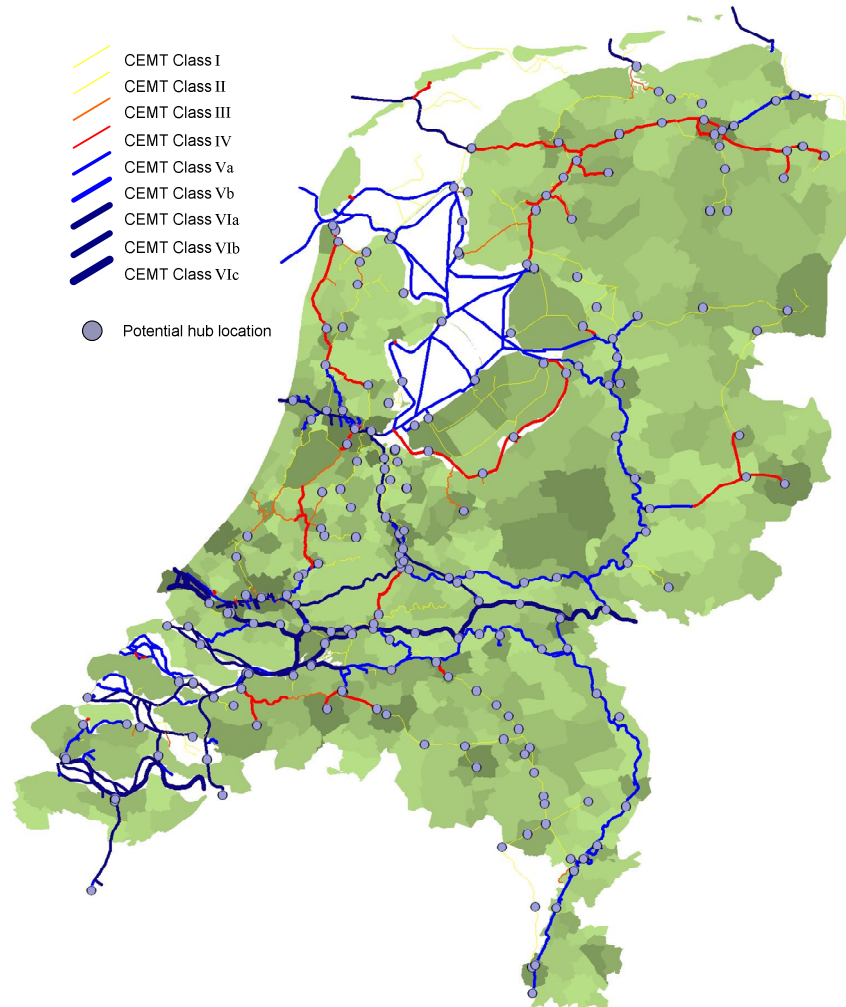 CEMT Class I
CEMT Class II
CEMT Class III
CEMT Class IV
CEMT Class Va
CEMT Class Vb
CEMT Class VIa
CEMT Class VIb
CEMT Class VIc
Potential hub location